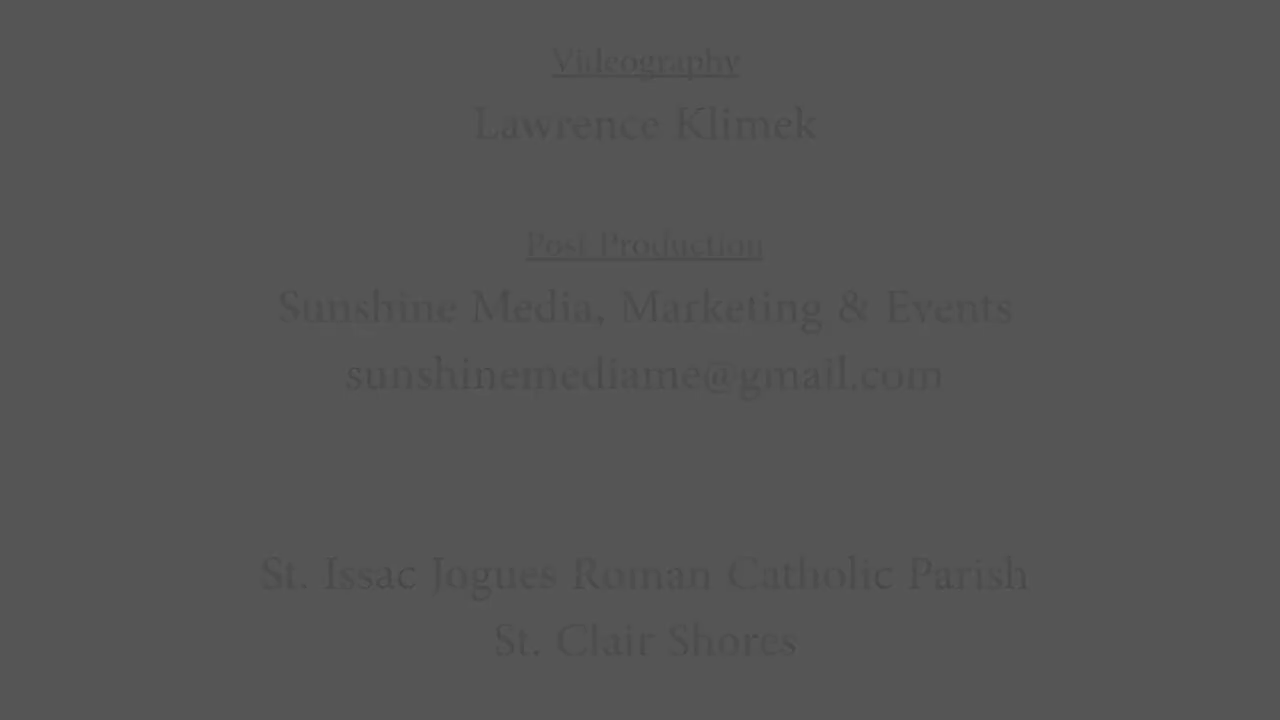 Videography
Lawrence Klimek
Post Production
Sunshine Media, Marketing & Events
sunshinemediame@gmail.com
St. Issac Jogues Roman Catholic Parish
St. Clair Shores